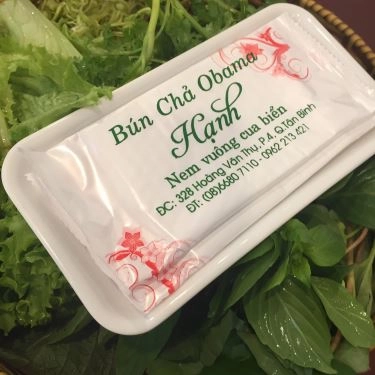 Bún Chả Obama
Hạnh
Nem vuông cua biển
ĐC: 328 Hoàng Văn Thụ, P.4, Q.Tân Bình
ĐT: (08)6680 7110 - 0962 213 421